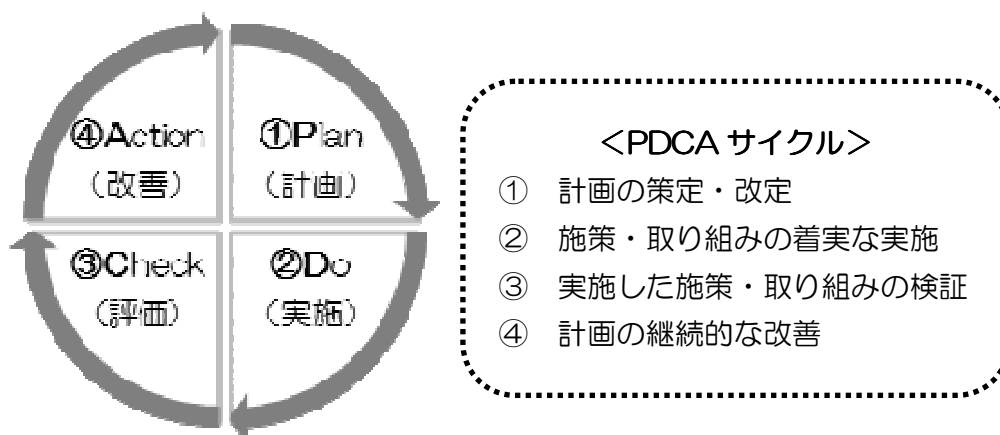 ④Action
(改善)
①Plan
(計画)
③Check
(評価)
②Do
(実施)
<PDCA サイクル>
① 計画の策定・改定
② 施策・取り組みの着実な実施
③ 実施した施策・取り組みの検証
④ 計画の継続的な改善